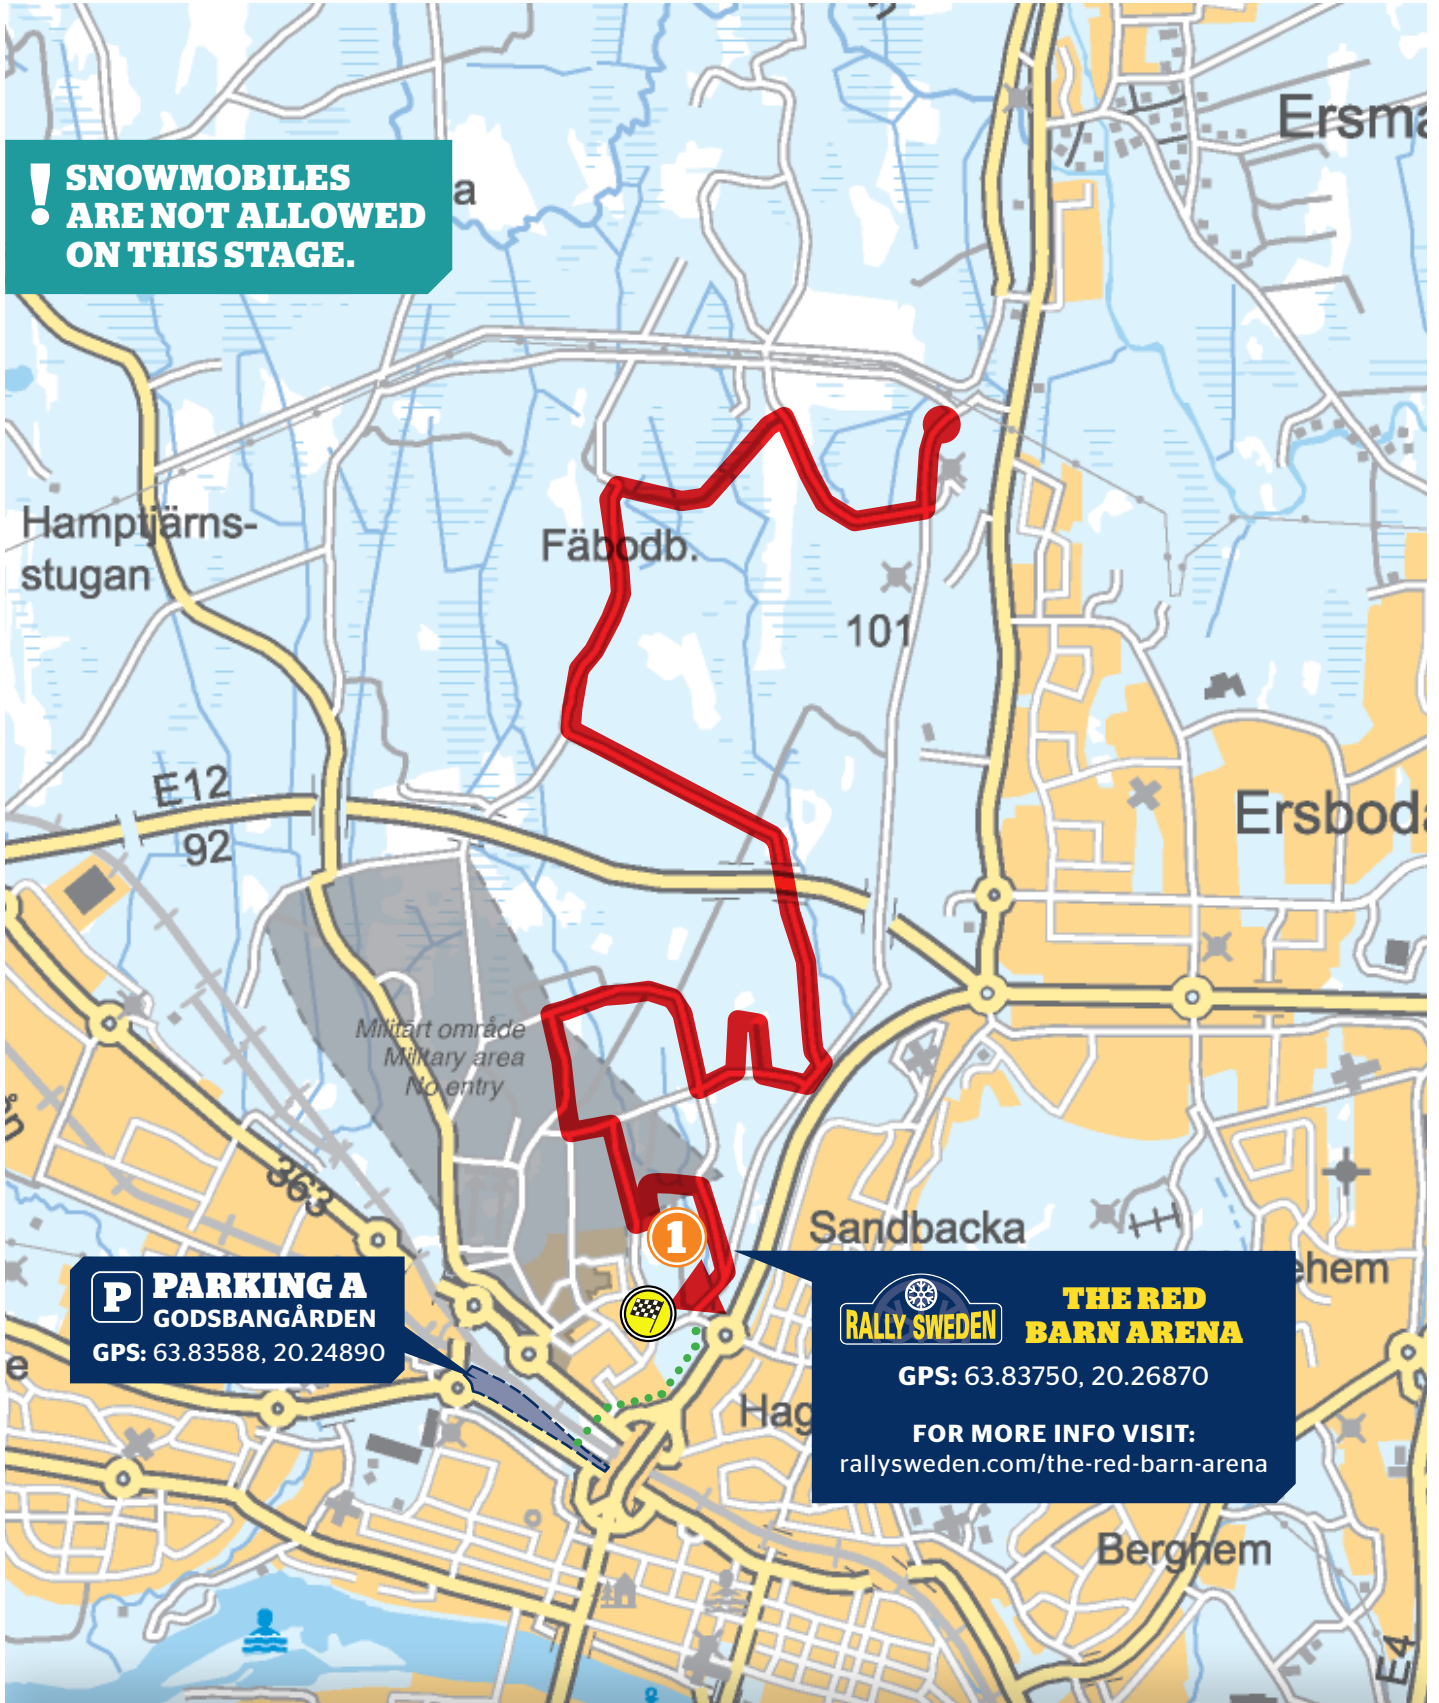 Ersma
!
SNOWMOBILES
ARE NOT ALLOWED
ON THIS STAGE.
a
Hamptjärns-
stugan
Fäbodb.
101
E12
92
Ersboda
Militärt område
Military area
No entry
363
Sandbacka
1
P
PARKING A
GODSBANGÅRDEN
GPS: 63.83588, 20.24890
RALLY SWEDEN
THE RED
BARN ARENA
GPS: 63.83750, 20.26870
FOR MORE INFO VISIT:
rallysweden.com/the-red-barn-arena
ehem
e
Hag
Berghem
E4